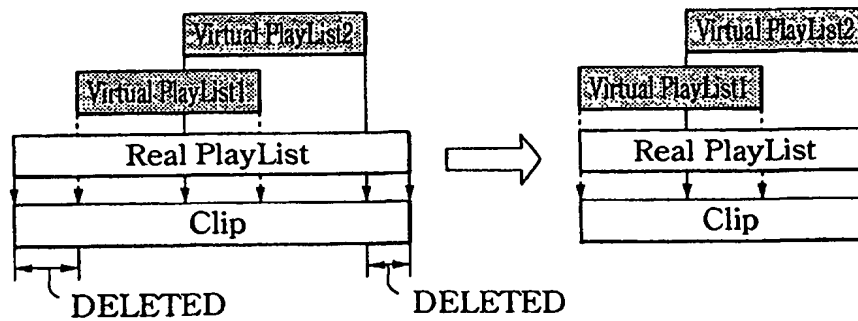 Virtual PlayList2
Virtual PlayList1
Real PlayList
Clip
DELETED
DELETED
Virtual PlayList2
Virtual PlayList1
Real PlayList
Clip